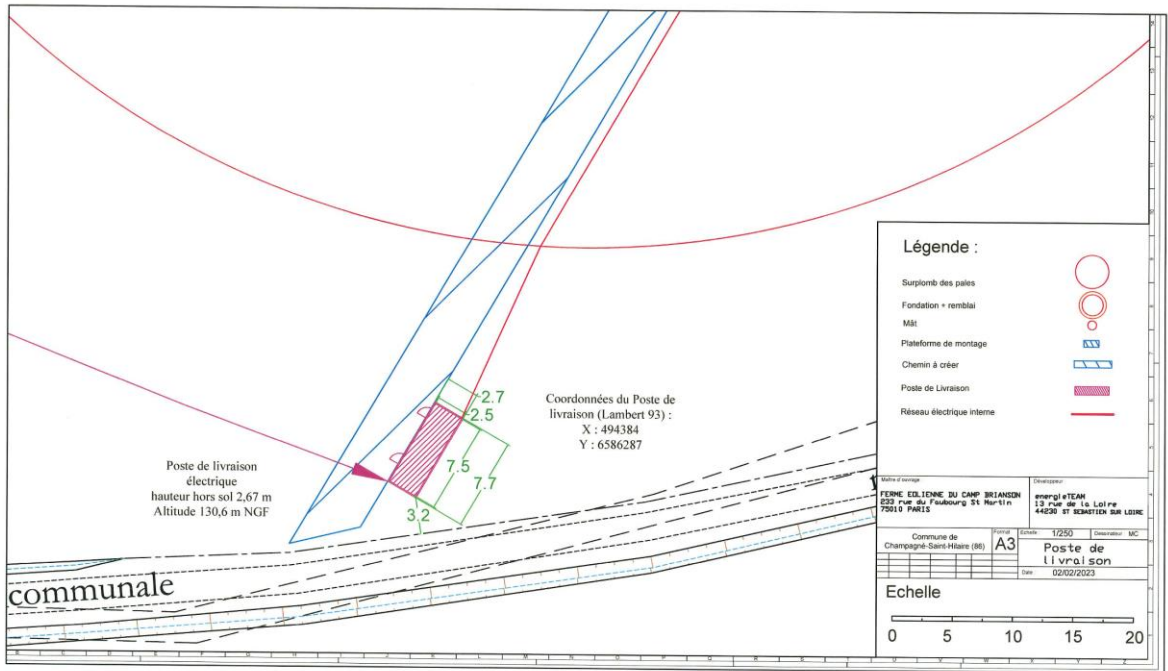 Poste de livraison
électrique
hauteur hors sol 2,67 m
Altitude 130,6 m NGF
2.7
2.5
7.5
7.7
3.2
Coordonnées du Poste de
livraison (Lambert 93) :
X : 494384
Y : 6586287
communale
Légende :
Surplomb des pales
Fondation + remblai
Mât
Plateforme de montage
Chemin à créer
Poste de Livraison
Réseau électrique interne
Maître d'ouvrage
FERME EOLIENNE DU CAMP BRIANSON
233 rue du Faubourg St Martin
75010 PARIS
Développeur
energieTEAM
13 rue de la Loire
44230 ST SEBASTIEN SUR LOIRE
Commune de
Champagné-Saint-Hilaire (86)
Format
A3
Echelle 1/250
Dessinateur MC
Poste de
livraison
Date 02/02/2023
Echelle
0 5 10 15 20